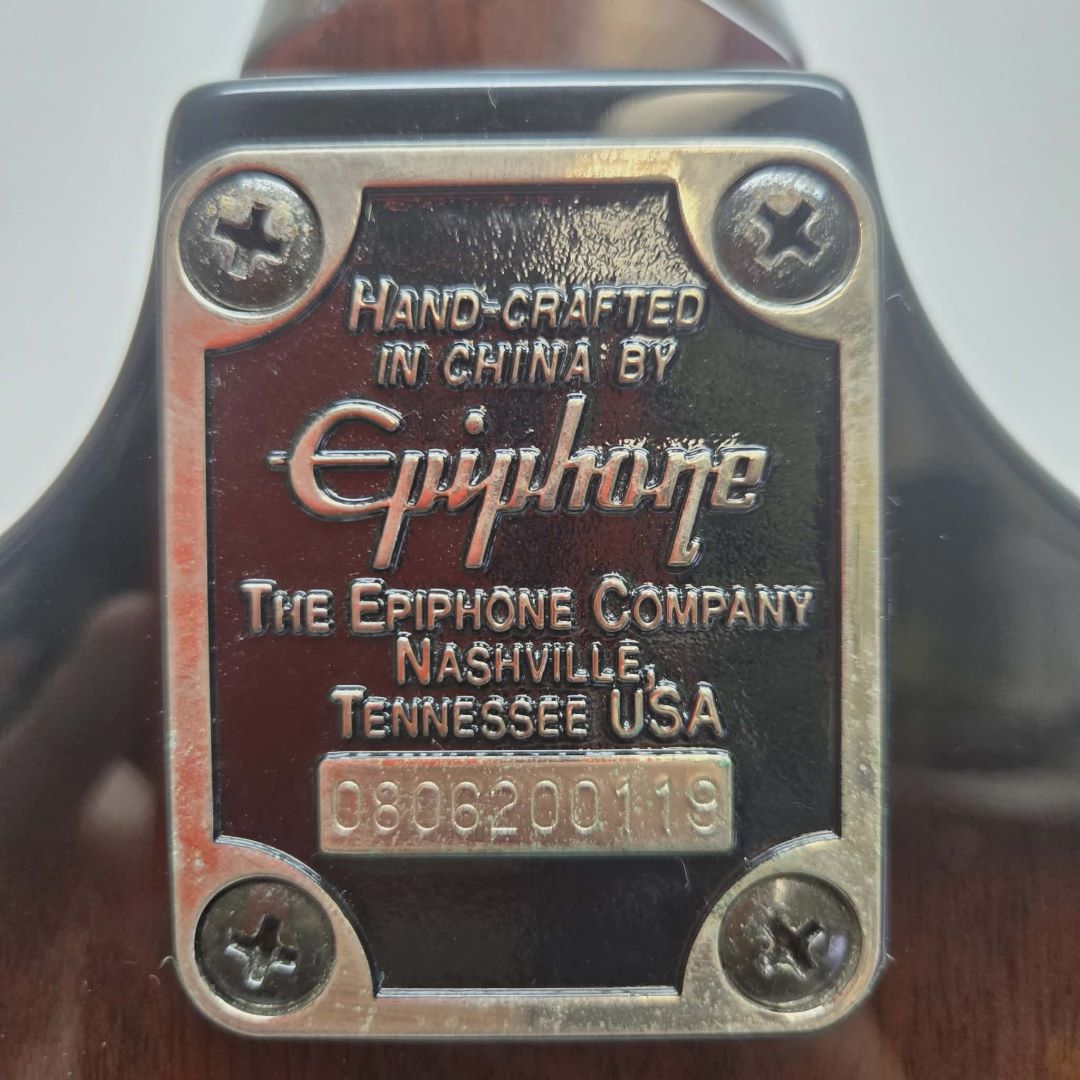 HAND-CRAFTED
IN CHINA BY
Epiphone
THE EPIPHONE COMPANY
NASHVILLE,
TENNESSEE USA
0806200119